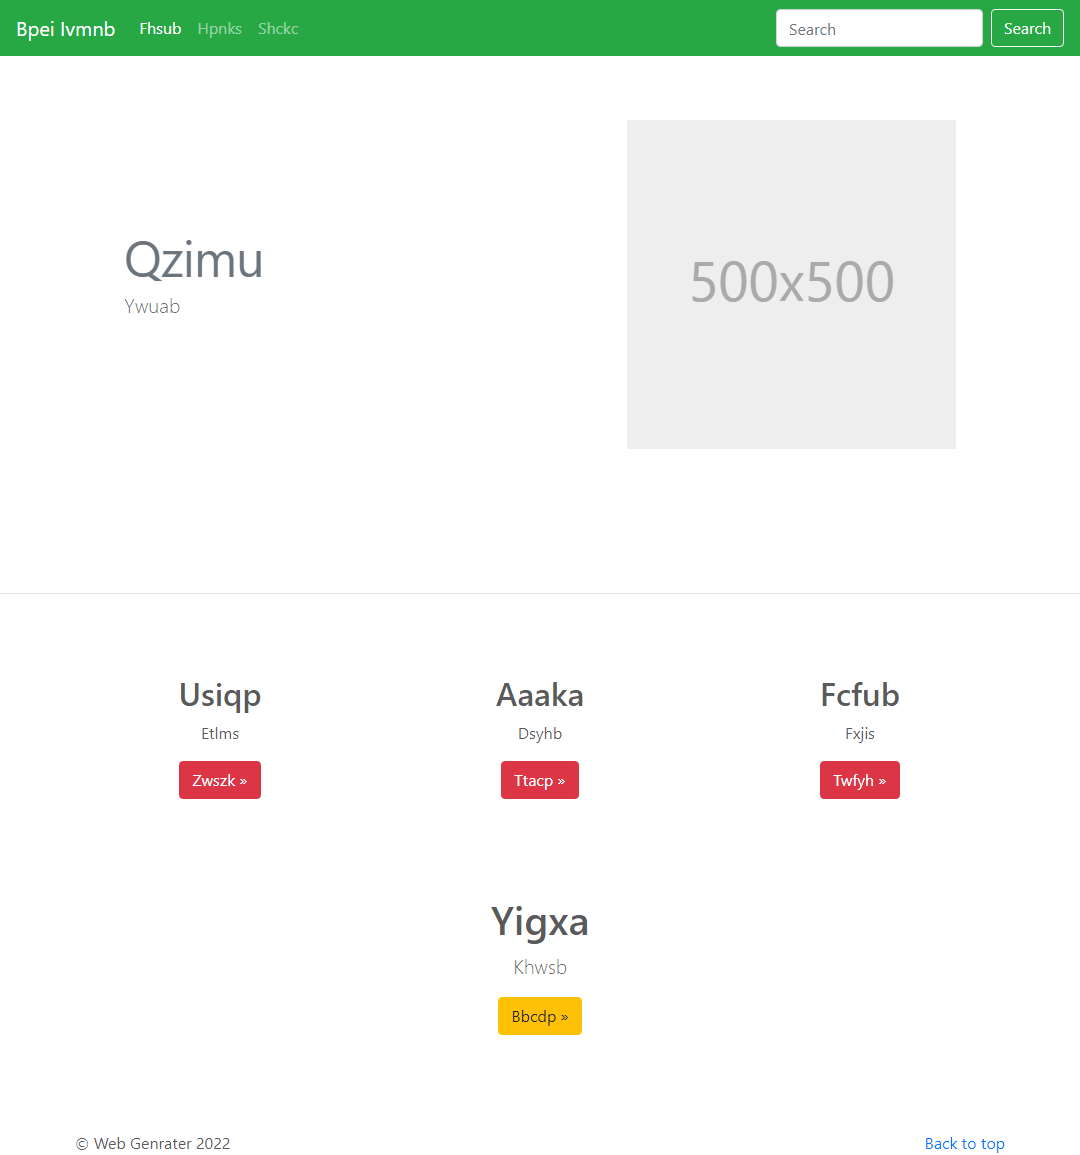 Bpei Ivmnb Fhsub Hpnks Shckc Search Search
Qzimu
Ywuab
500x500
Usiqp Aaaka Fcfub
Etlms Dsyhb Fxjis
Zwszk » Ttacp » Twfyh »
Yigxa
Khwsb
Bbcdp »
© Web Genrater 2022 Back to top